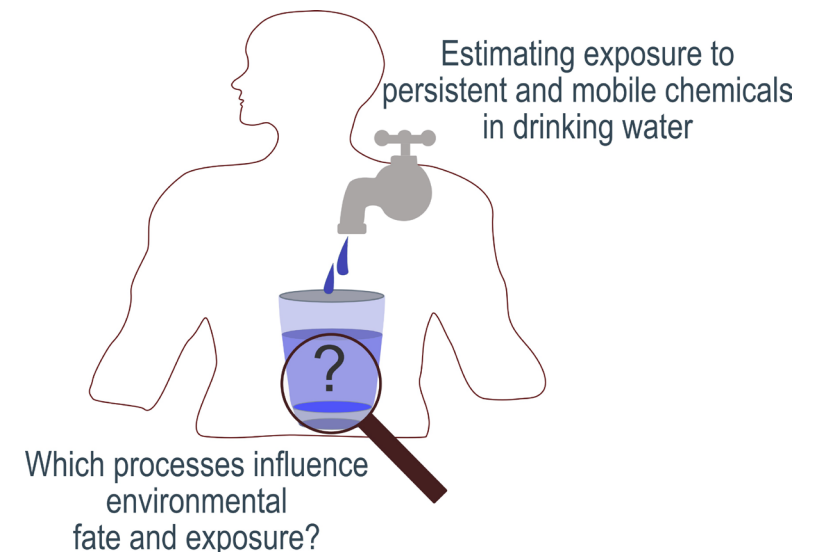 Estimating exposure to
persistent and mobile chemicals
in drinking water
?
Which processes influence
environmental
fate and exposure?